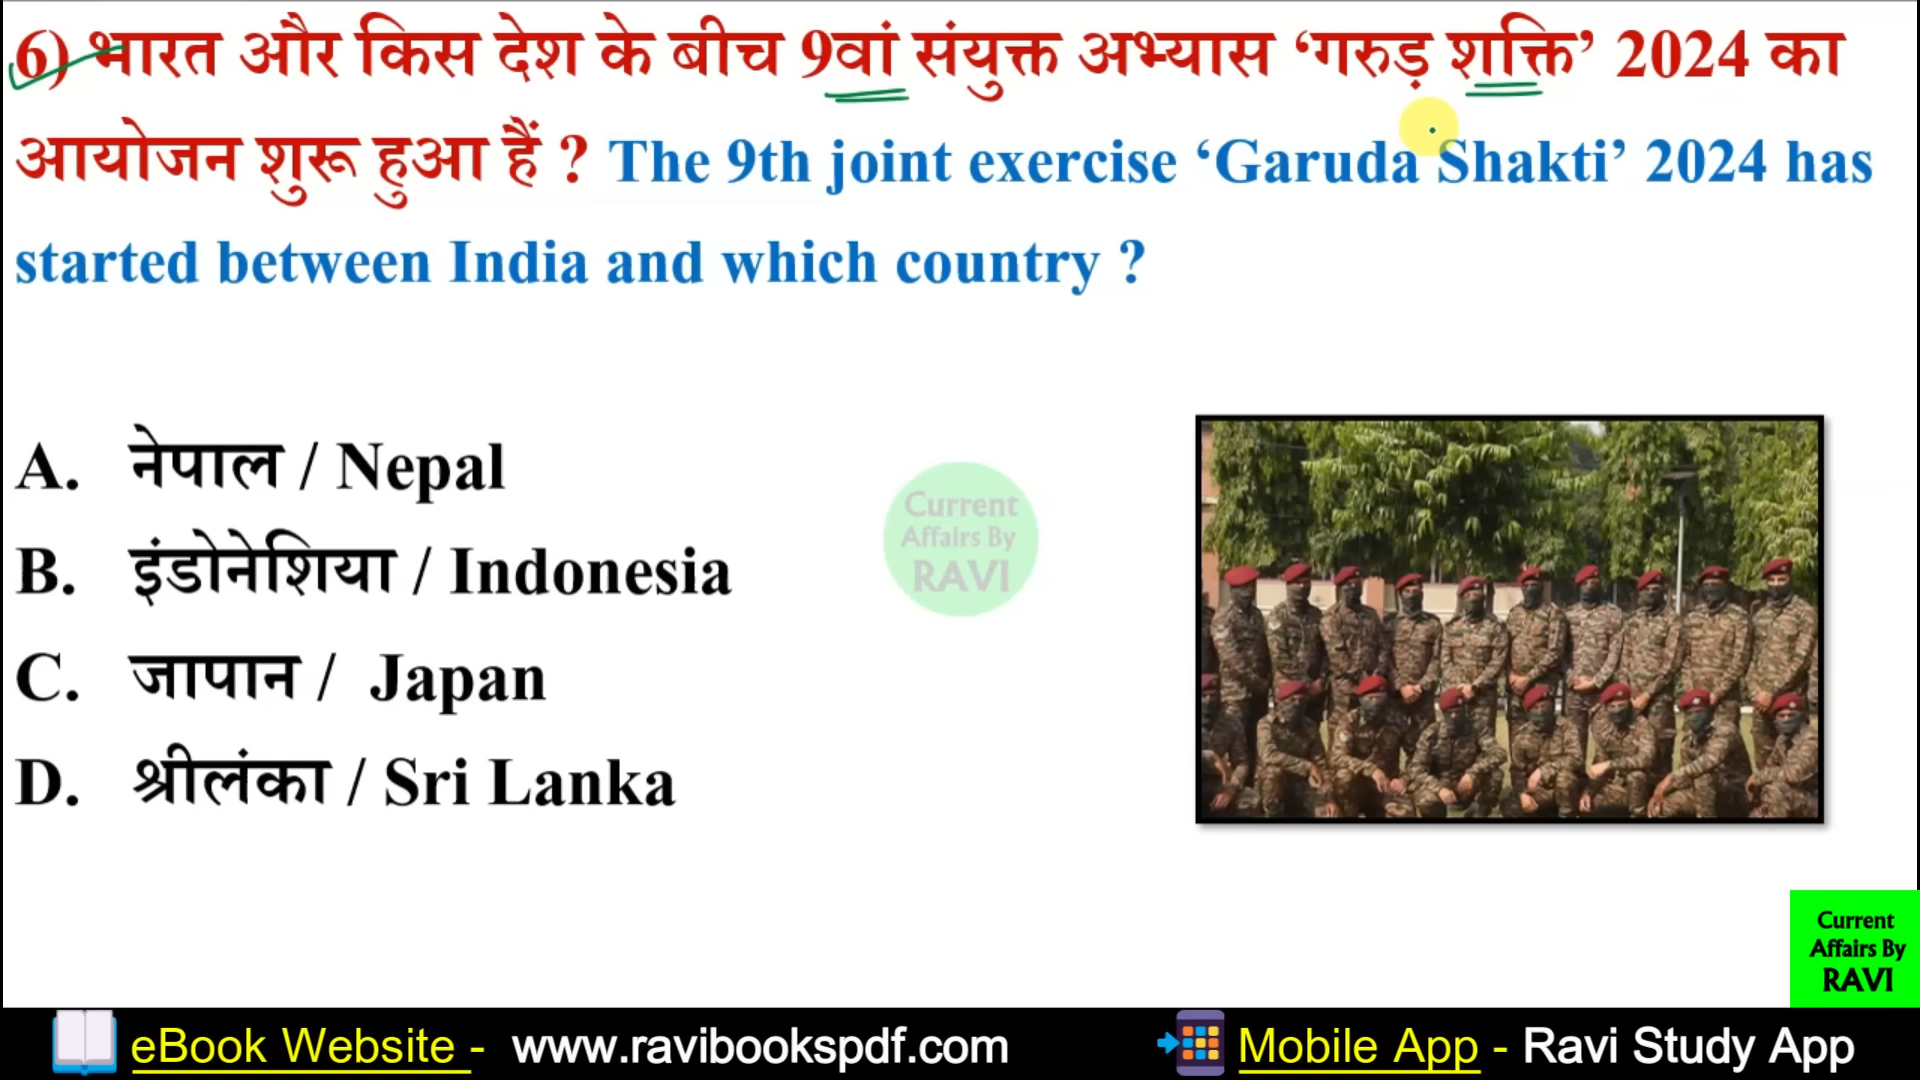 6) भारत और किस देश के बीच 9वां संयुक्त अभ्यास ‘गरुड़ शक्ति’ 2024 का
आयोजन शुरू हुआ हैं ? The 9th joint exercise ‘Garuda Shakti’ 2024 has
started between India and which country ?
A. नेपाल / Nepal
B. इंडोनेशिया / Indonesia
C. जापान / Japan
D. श्रीलंका / Sri Lanka
Current
Affairs By
RAVI
Current
Affairs By
RAVI
eBook Website - www.ravibookspdf.com
Mobile App - Ravi Study App